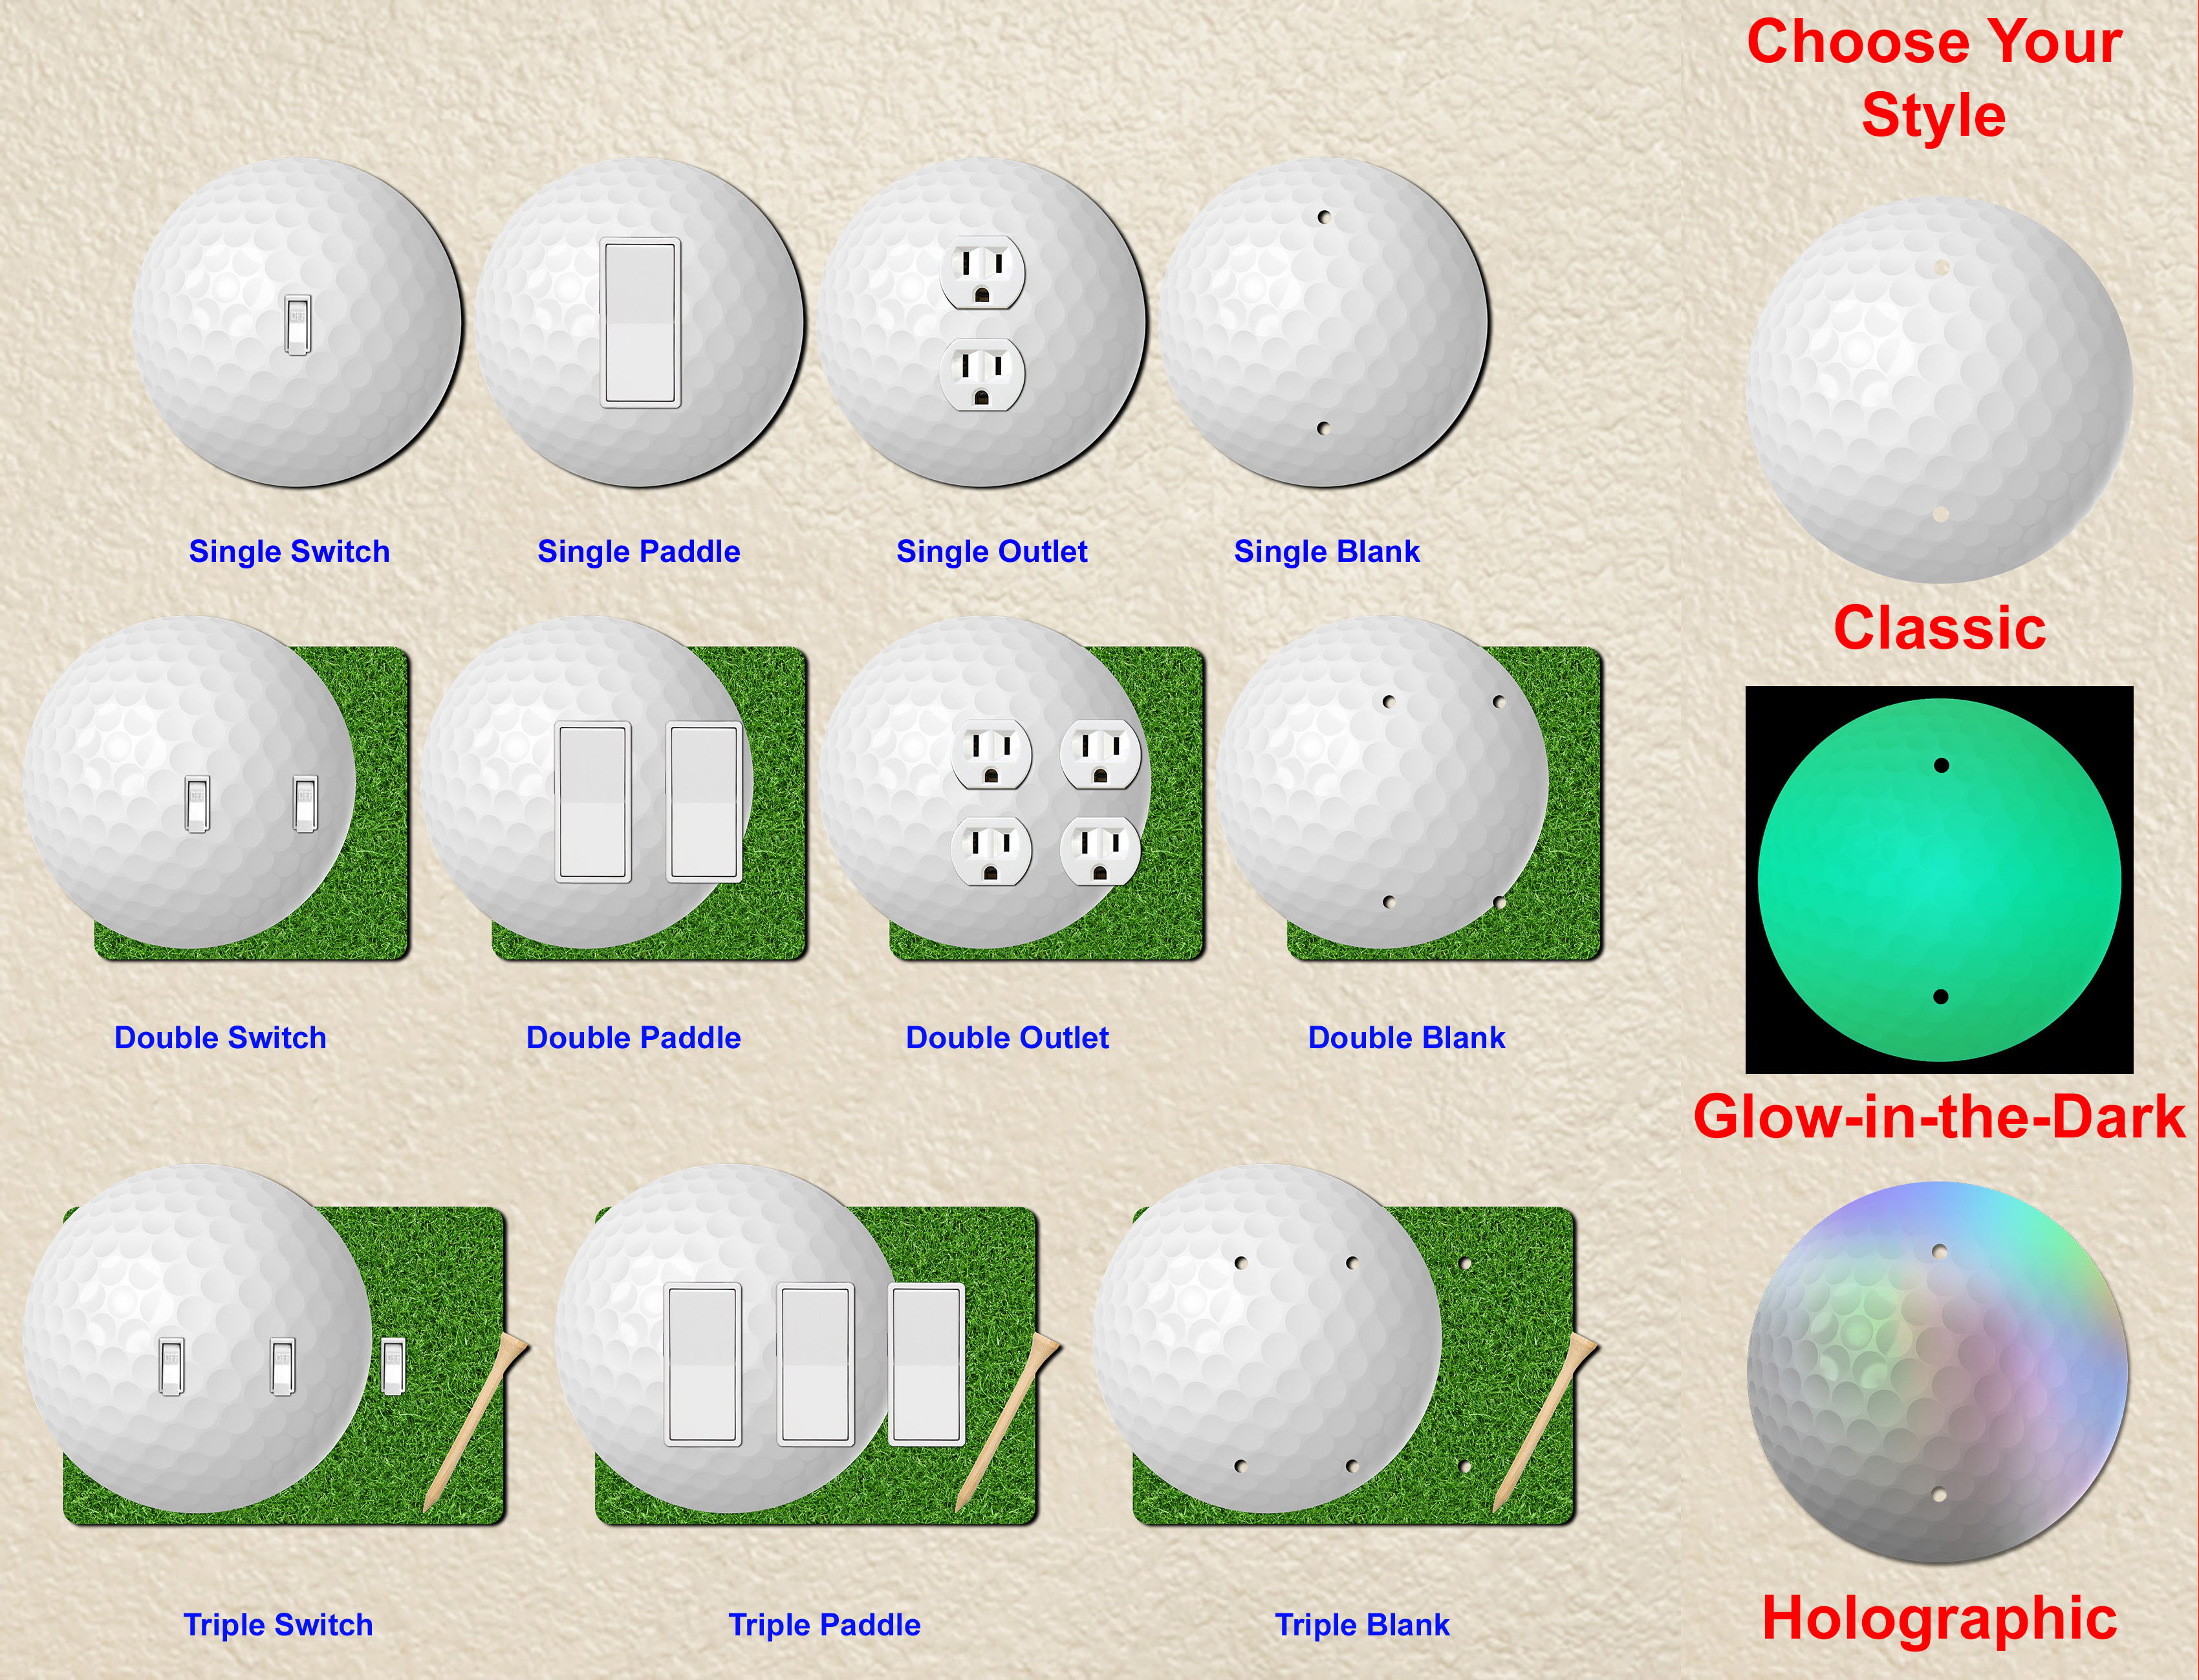 Choose Your
Style
Single Switch
Single Paddle
Single Outlet
Single Blank
Classic
Double Switch
Double Paddle
Double Outlet
Double Blank
Glow-in-the-Dark
Triple Switch
Triple Paddle
Triple Blank
Holographic